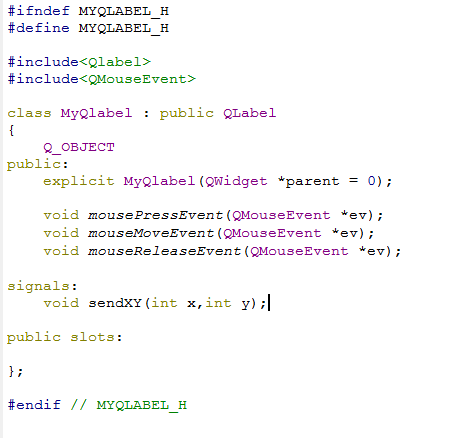 #ifndef MYQLABEL_H
#define MYQLABEL_H
#include<Qlabel>
#include<QMouseEvent>
class MyQlabel : public QLabel
{
Q_OBJECT
public:
explicit MyQlabel(QWidget *parent = 0);
void mousePressEvent(QMouseEvent *ev);
void mouseMoveEvent(QMouseEvent *ev);
void mouseReleaseEvent(QMouseEvent *ev);
signals:
void sendXY(int x,int y);
public slots:
};
#endif // MYQLABEL_H